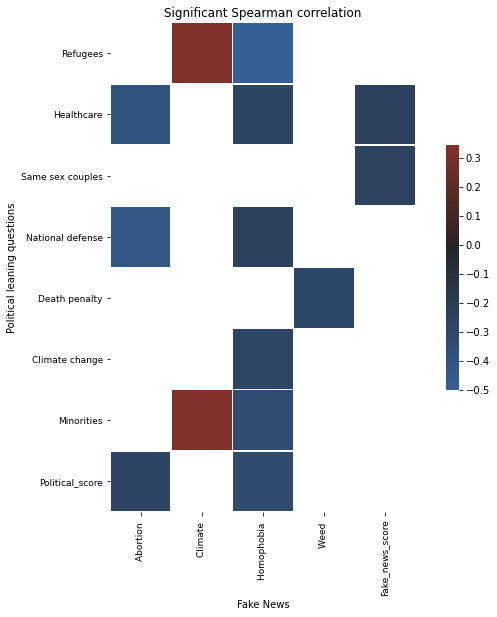 Significant Spearman correlation
Political leaning questions
Refugees
Healthcare
Same sex couples
National defense
Death penalty
Climate change
Minorities
Political_score
Abortion
Climate
Homophobia
Weed
Fake_news_score
Fake News
0.3
0.2
0.1
0.0
−0.1
−0.2
−0.3
−0.4
−0.5